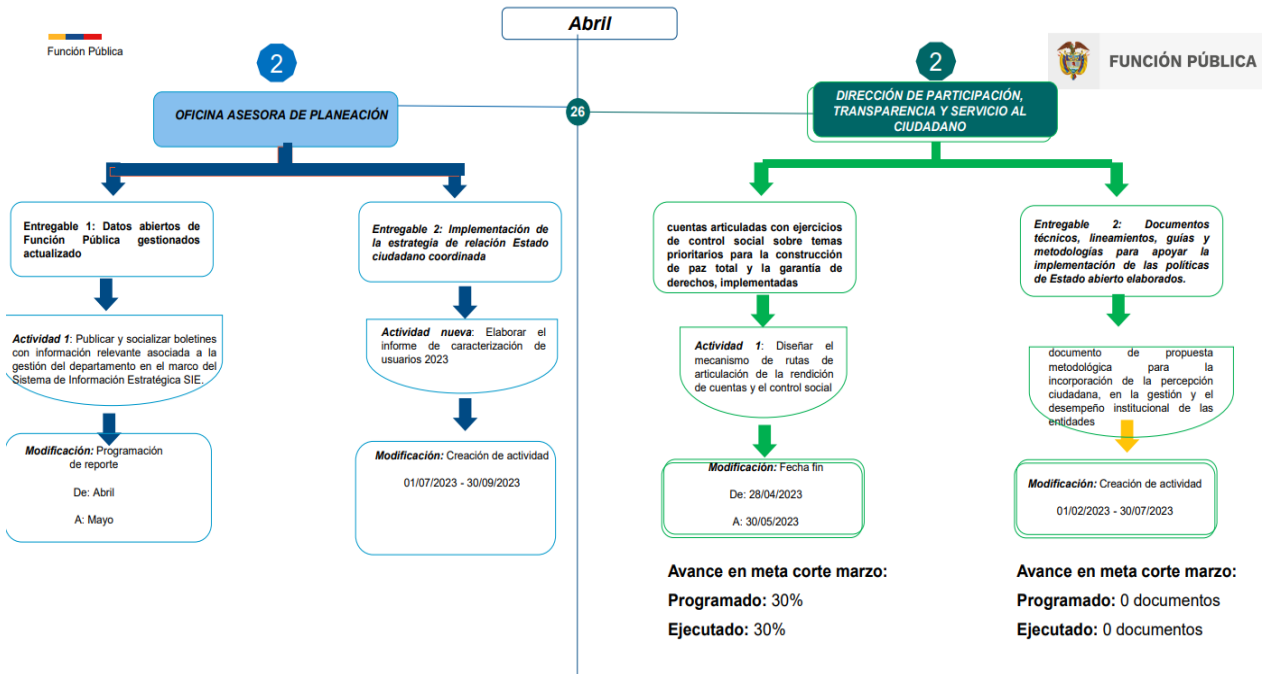 Abril
Función Pública
FUNCIÓN PÚBLICA
26
2
OFICINA ASESORA DE PLANEACIÓN
Entregable 1: Datos abiertos de
Función Pública gestionados
actualizado
Actividad 1: Publicar y socializar boletines
con información relevante asociada a la
gestión del departamento en el marco del
Sistema de Información Estratégica SIE.
Modificación: Programación
de reporte
De: Abril
A: Mayo
Entregable 2: Implementación de
la estrategia de relación Estado
ciudadano coordinada
Actividad nueva: Elaborar el
informe de caracterización de
usuarios 2023
Modificación: Creación de actividad
01/07/2023 - 30/09/2023
2
DIRECCIÓN DE PARTICIPACIÓN,
TRANSPARENCIA Y SERVICIO AL
CIUDADANO
cuentas articuladas con ejercicios
de control social sobre temas
prioritarios para la construcción
de paz total y la garantía de
derechos, implementadas
Actividad 1: Diseñar el
mecanismo de rutas de
articulación de la rendición
de cuentas y el control social
Modificación: Fecha fin
De: 28/04/2023
A: 30/05/2023
Avance en meta corte marzo:
Programado: 30%
Ejecutado: 30%
Entregable 2: Documentos
técnicos, lineamientos, guías y
metodologías para apoyar la
implementación de las políticas
de Estado abierto elaborados.
documento de propuesta
metodológica para la
incorporación de la percepción
ciudadana, en la gestión y el
desempeño institucional de las
entidades
Modificación: Creación de actividad
01/02/2023 - 30/07/2023
Avance en meta corte marzo:
Programado: 0 documentos
Ejecutado: 0 documentos